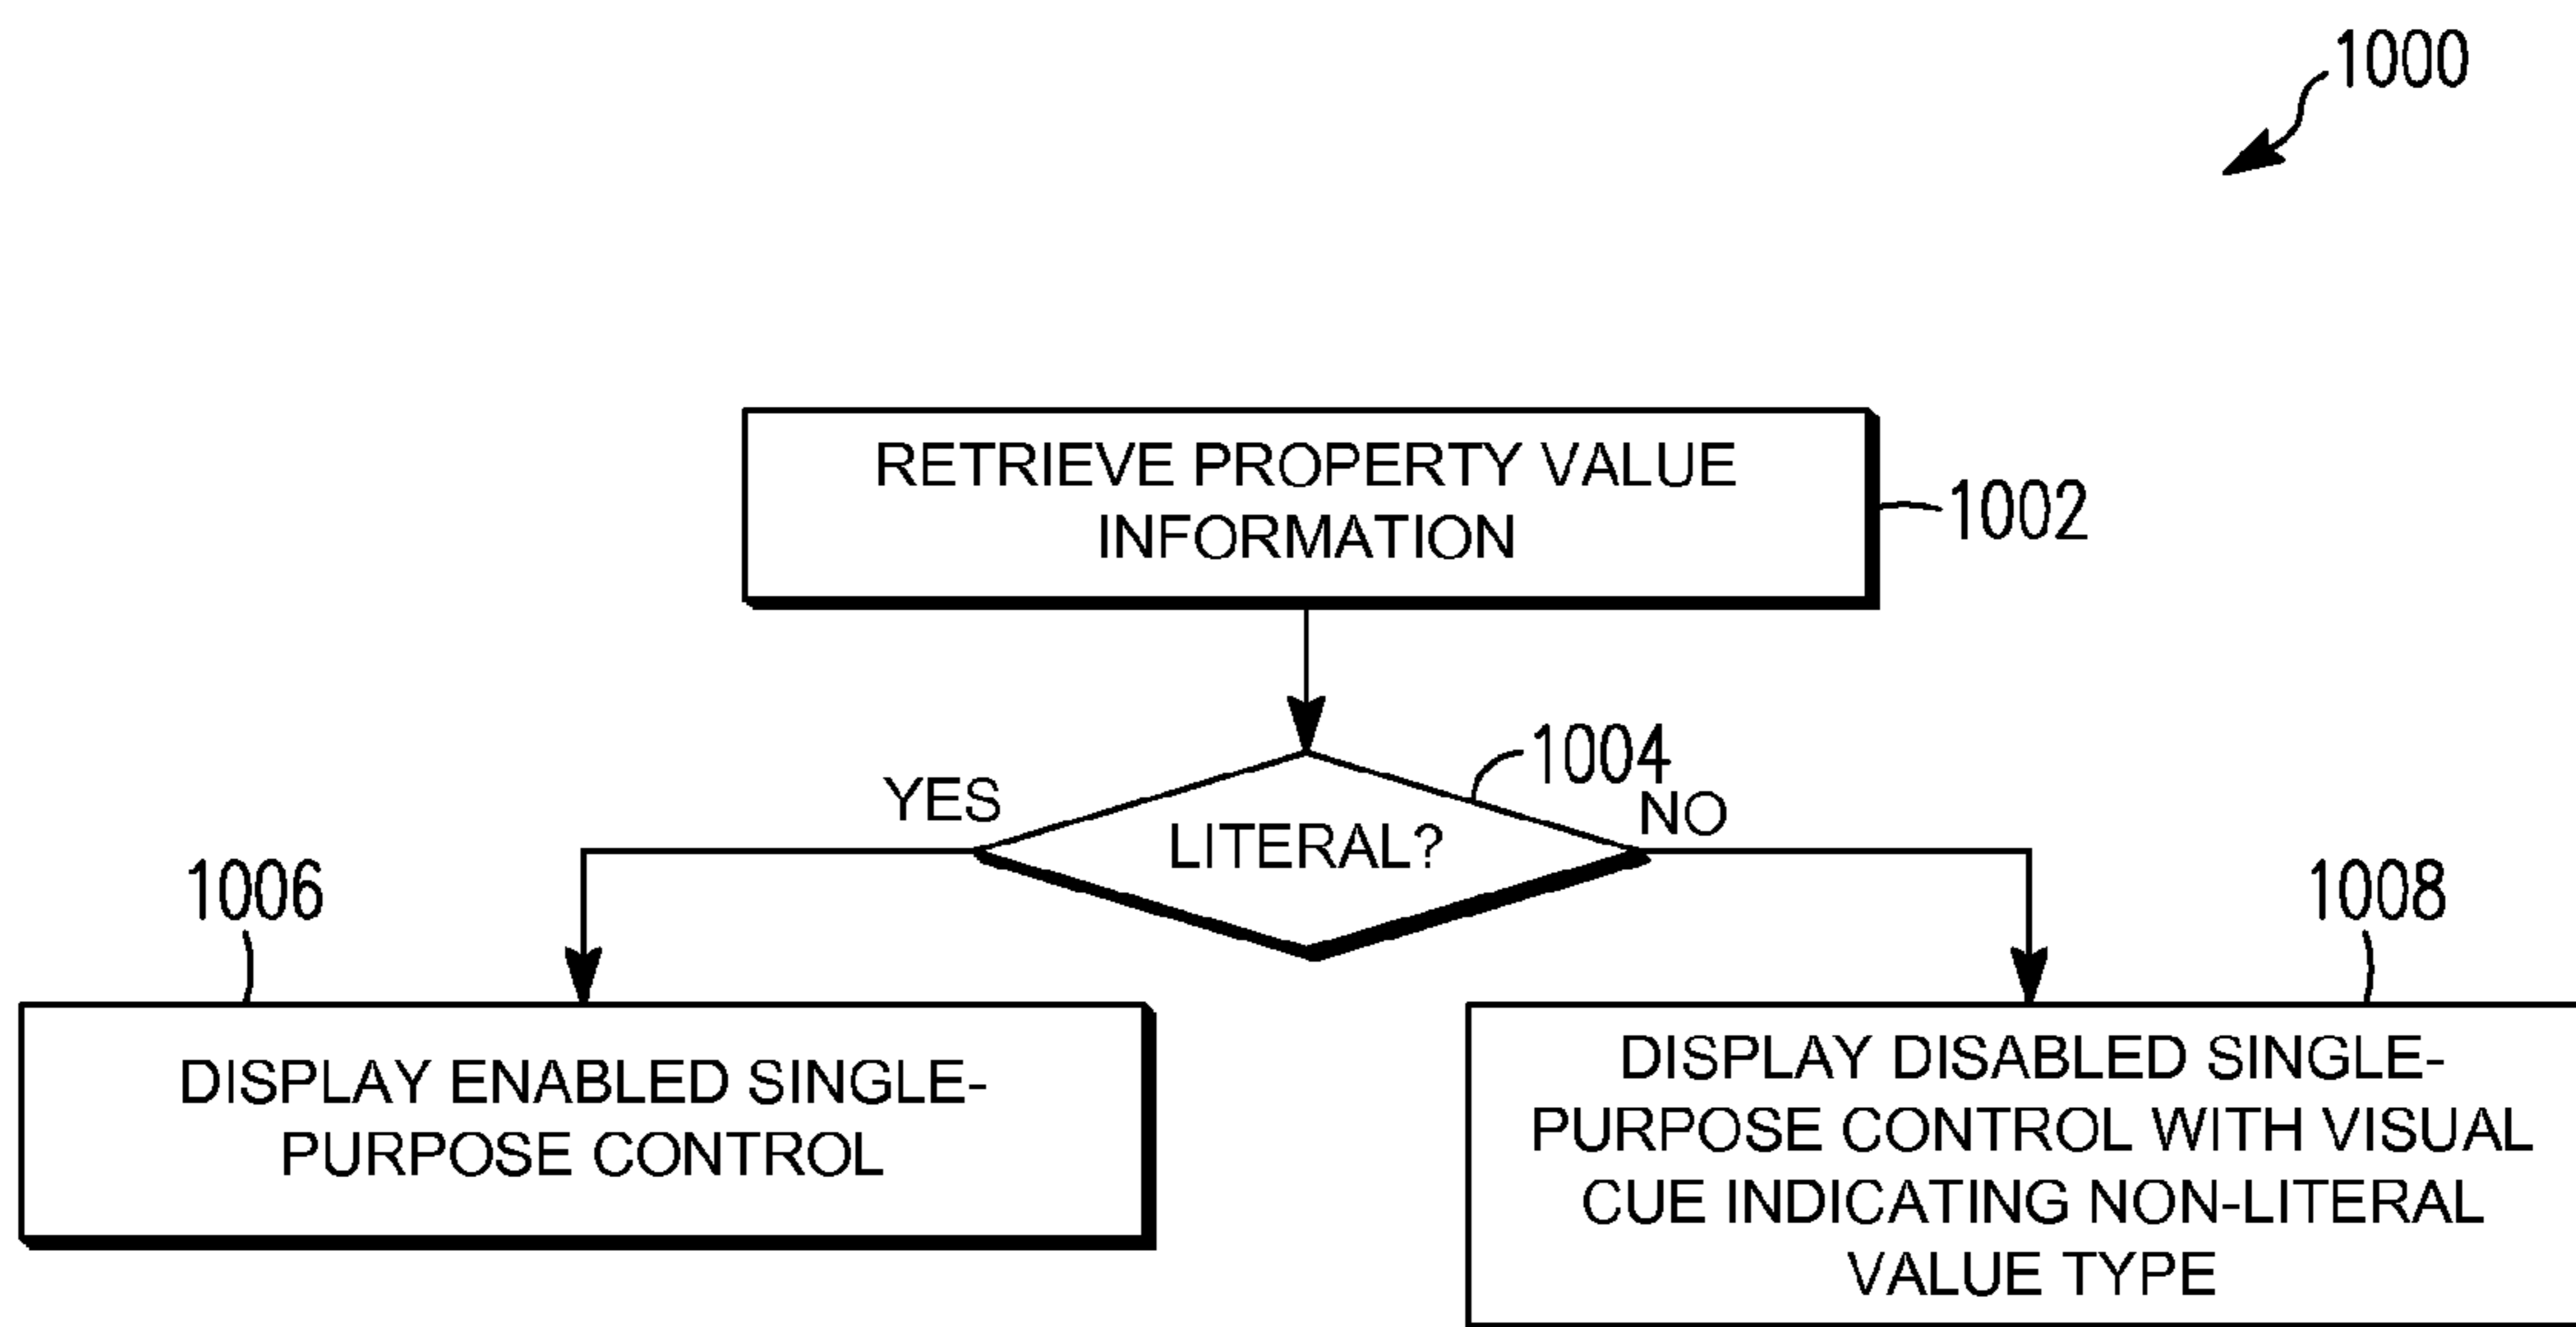 1000
RETRIEVE PROPERTY VALUE
INFORMATION
1002
1004
YES
NO
LITERAL?
1006
1008
DISPLAY ENABLED SINGLE-
PURPOSE CONTROL
DISPLAY DISABLED SINGLE-
PURPOSE CONTROL WITH VISUAL
CUE INDICATING NON-LITERAL
VALUE TYPE